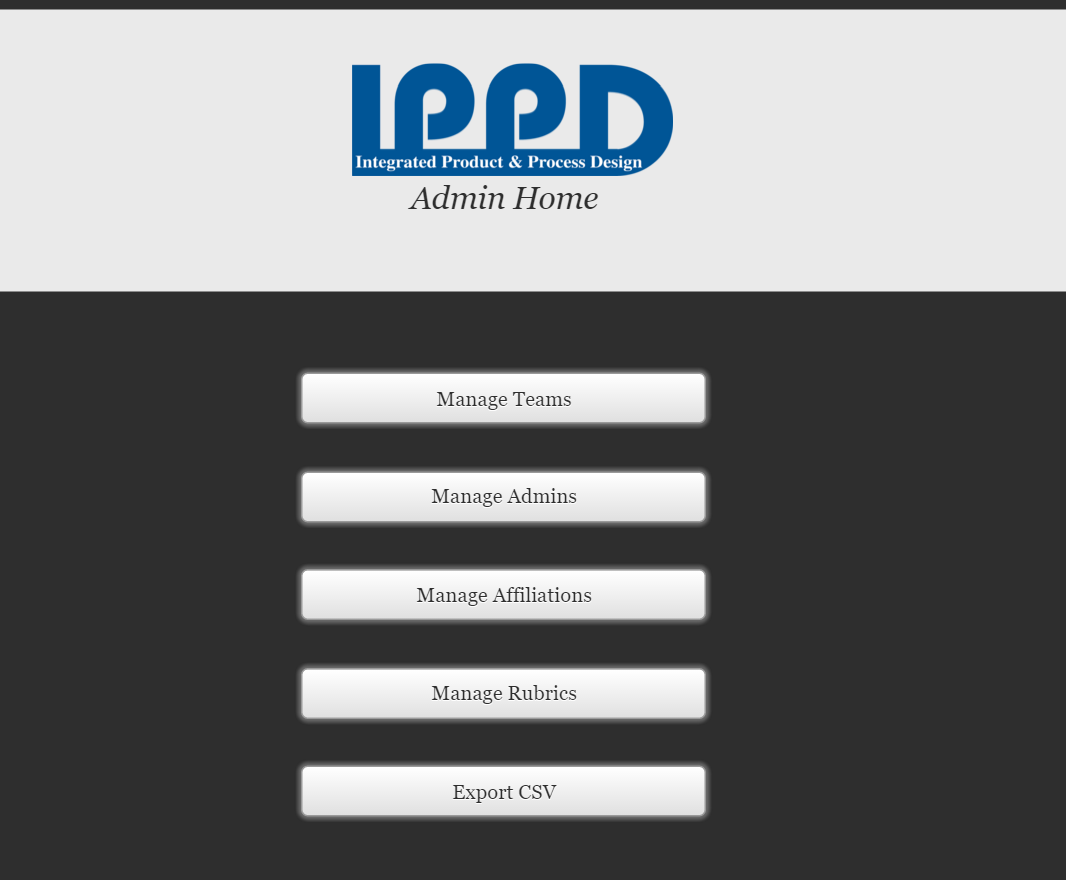 IPPD
Integrated Product & Process Design
Admin Home
Manage Teams
Manage Admins
Manage Affiliations
Manage Rubrics
Export CSV